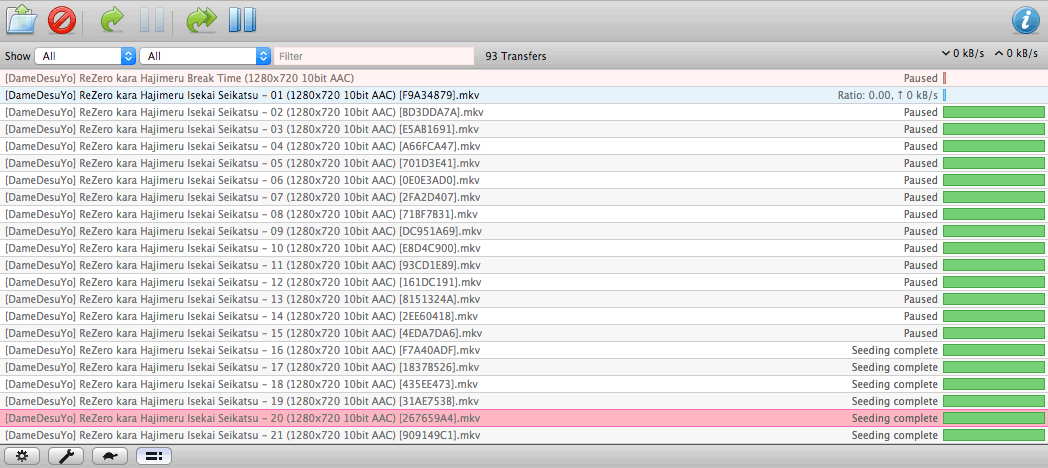 Show All All Filter 93 Transfers 0 kB/s 0 kB/s
[DameDesuYo] ReZero kara Hajimeru Break Time (1280x720 10bit AAC) Paused
[DameDesuYo] ReZero kara Hajimeru Isekai Seikatsu - 01 (1280x720 10bit AAC) [F9A34879].mkv Ratio: 0.00, ↑ 0 kB/s
[DameDesuYo] ReZero kara Hajimeru Isekai Seikatsu - 02 (1280x720 10bit AAC) [BD3DDA7A].mkv Paused
[DameDesuYo] ReZero kara Hajimeru Isekai Seikatsu - 03 (1280x720 10bit AAC) [E5AB1691].mkv Paused
[DameDesuYo] ReZero kara Hajimeru Isekai Seikatsu - 04 (1280x720 10bit AAC) [A66FCA47].mkv Paused
[DameDesuYo] ReZero kara Hajimeru Isekai Seikatsu - 05 (1280x720 10bit AAC) [701D3E41].mkv Paused
[DameDesuYo] ReZero kara Hajimeru Isekai Seikatsu - 06 (1280x720 10bit AAC) [0E0E3AD0].mkv Paused
[DameDesuYo] ReZero kara Hajimeru Isekai Seikatsu - 07 (1280x720 10bit AAC) [2FA2D407].mkv Paused
[DameDesuYo] ReZero kara Hajimeru Isekai Seikatsu - 08 (1280x720 10bit AAC) [71BF7B31].mkv Paused
[DameDesuYo] ReZero kara Hajimeru Isekai Seikatsu - 09 (1280x720 10bit AAC) [DC951A69].mkv Paused
[DameDesuYo] ReZero kara Hajimeru Isekai Seikatsu - 10 (1280x720 10bit AAC) [E8D4C900].mkv Paused
[DameDesuYo] ReZero kara Hajimeru Isekai Seikatsu - 11 (1280x720 10bit AAC) [93CD1E89].mkv Paused
[DameDesuYo] ReZero kara Hajimeru Isekai Seikatsu - 12 (1280x720 10bit AAC) [161DC191].mkv Paused
[DameDesuYo] ReZero kara Hajimeru Isekai Seikatsu - 13 (1280x720 10bit AAC) [8151324A].mkv Paused
[DameDesuYo] ReZero kara Hajimeru Isekai Seikatsu - 14 (1280x720 10bit AAC) [2EE60418].mkv Paused
[DameDesuYo] ReZero kara Hajimeru Isekai Seikatsu - 15 (1280x720 10bit AAC) [4EDA7DA6].mkv Paused
[DameDesuYo] ReZero kara Hajimeru Isekai Seikatsu - 16 (1280x720 10bit AAC) [F7A40ADF].mkv Seeding complete
[DameDesuYo] ReZero kara Hajimeru Isekai Seikatsu - 17 (1280x720 10bit AAC) [1837B526].mkv Seeding complete
[DameDesuYo] ReZero kara Hajimeru Isekai Seikatsu - 18 (1280x720 10bit AAC) [435EE473].mkv Seeding complete
[DameDesuYo] ReZero kara Hajimeru Isekai Seikatsu - 19 (1280x720 10bit AAC) [31AE753B].mkv Seeding complete
[DameDesuYo] ReZero kara Hajimeru Isekai Seikatsu - 20 (1280x720 10bit AAC) [267659A4].mkv Seeding complete
[DameDesuYo] ReZero kara Hajimeru Isekai Seikatsu - 21 (1280x720 10bit AAC) [909149C1].mkv Seeding complete